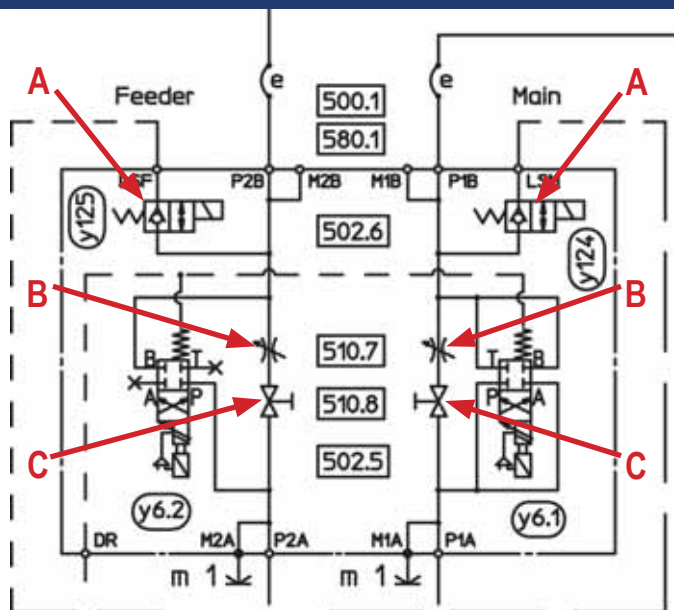 A
Feeder
e
500.1
e
Main
A
580.1
P2B
M2B
M1B
P1B
y125
502.6
y124
B
B
510.7
B
T
T
B
A
P
510.8
P
A
C
C
502.5
y6.2
y6.1
DR
M2A
P2A
M1A
P1A
m 1
m 1